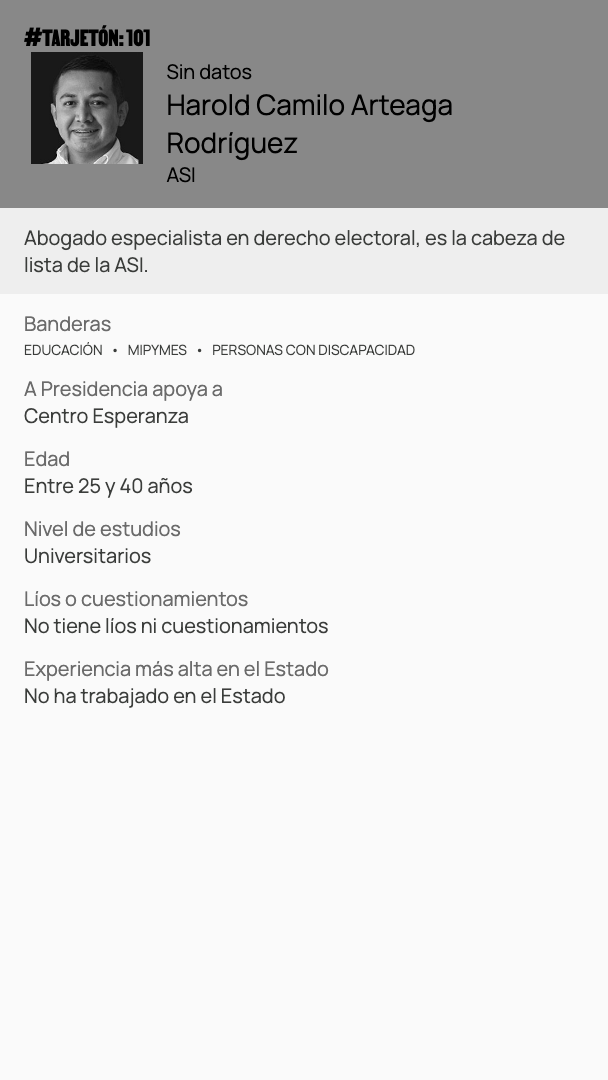 #TARJETÓN: 101
Sin datos
Harold Camilo Arteaga
Rodríguez
ASI
Abogado especialista en derecho electoral, es la cabeza de
lista de la ASI.
Banderas
EDUCACIÓN • MIPYMES • PERSONAS CON DISCAPACIDAD
A Presidencia apoya a
Centro Esperanza
Edad
Entre 25 y 40 años
Nivel de estudios
Universitarios
Líos o cuestionamientos
No tiene líos ni cuestionamientos
Experiencia más alta en el Estado
No ha trabajado en el Estado